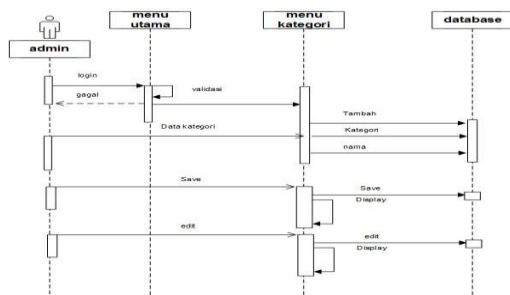 admin
menu
utama
menu
kategori
database
login
validasi
gagal
Tambah
Data kategori
Kategori
nama
Save
Save
Display
edit
edit
Display